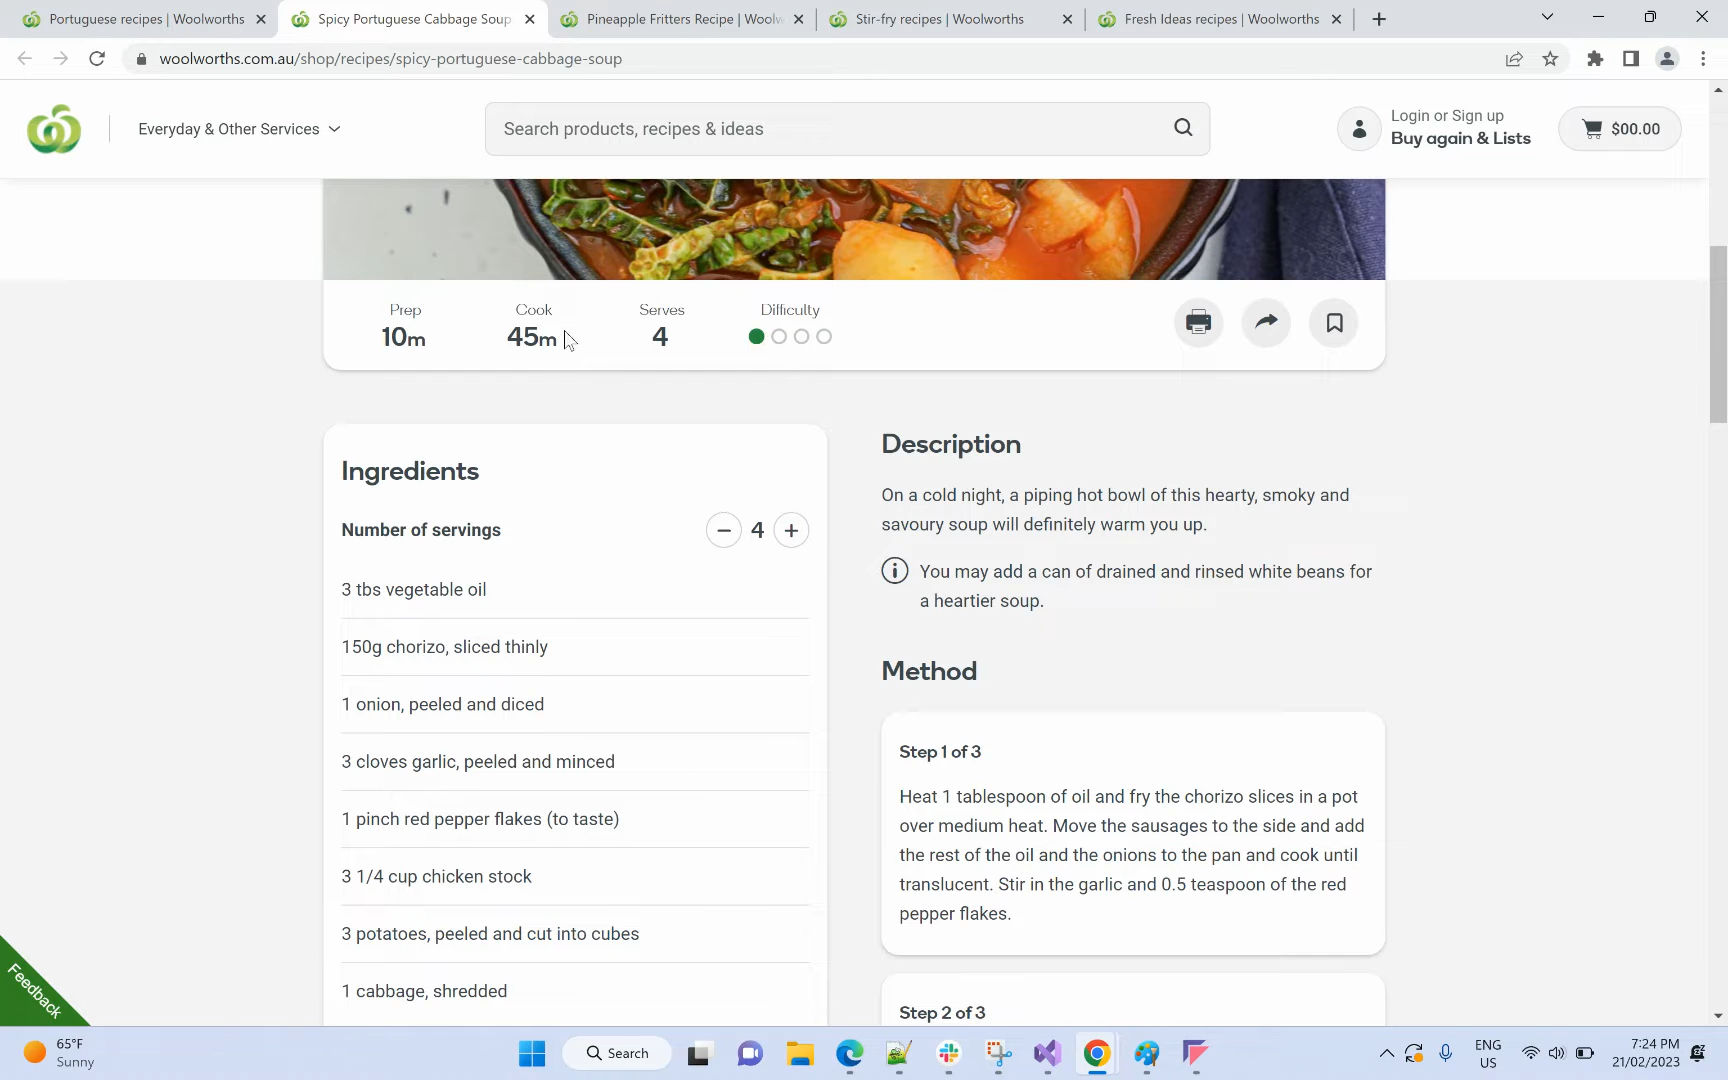 Portuguese recipes | Woolworths
Spicy Portuguese Cabbage Soup
Pineapple Fritters Recipe | Woolw
Stir-fry recipes | Woolworths
Fresh Ideas recipes | Woolworths
woolworths.com.au/shop/recipes/spicy-portuguese-cabbage-soup
Everyday & Other Services
Search products, recipes & ideas
Login or Sign up
Buy again & Lists
$00.00
Prep
10m
Cook
45m
Serves
4
Difficulty
Ingredients
Number of servings
4
3 tbs vegetable oil
150g chorizo, sliced thinly
1 onion, peeled and diced
3 cloves garlic, peeled and minced
1 pinch red pepper flakes (to taste)
3 1/4 cup chicken stock
3 potatoes, peeled and cut into cubes
1 cabbage, shredded
Description
On a cold night, a piping hot bowl of this hearty, smoky and
savoury soup will definitely warm you up.
You may add a can of drained and rinsed white beans for
a heartier soup.
Method
Step 1 of 3
Heat 1 tablespoon of oil and fry the chorizo slices in a pot
over medium heat. Move the sausages to the side and add
the rest of the oil and the onions to the pan and cook until
translucent. Stir in the garlic and 0.5 teaspoon of the red
pepper flakes.
Step 2 of 3
Feedback
65°F
Sunny
Search
ENG
US
7:24 PM
21/02/2023